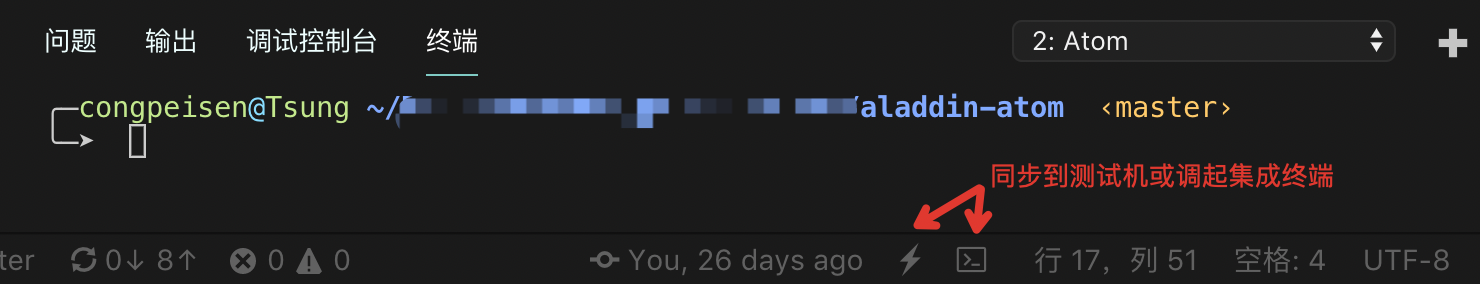 问题 输出 调试控制台 终端 2: Atom
congpeisen@Tsung ~/ /aladdin-atom ‹master›
同步到测试机或调起集成终端
ter 0↓ 8↑ 0 0 You, 26 days ago 行 17，列 51 空格: 4 UTF-8